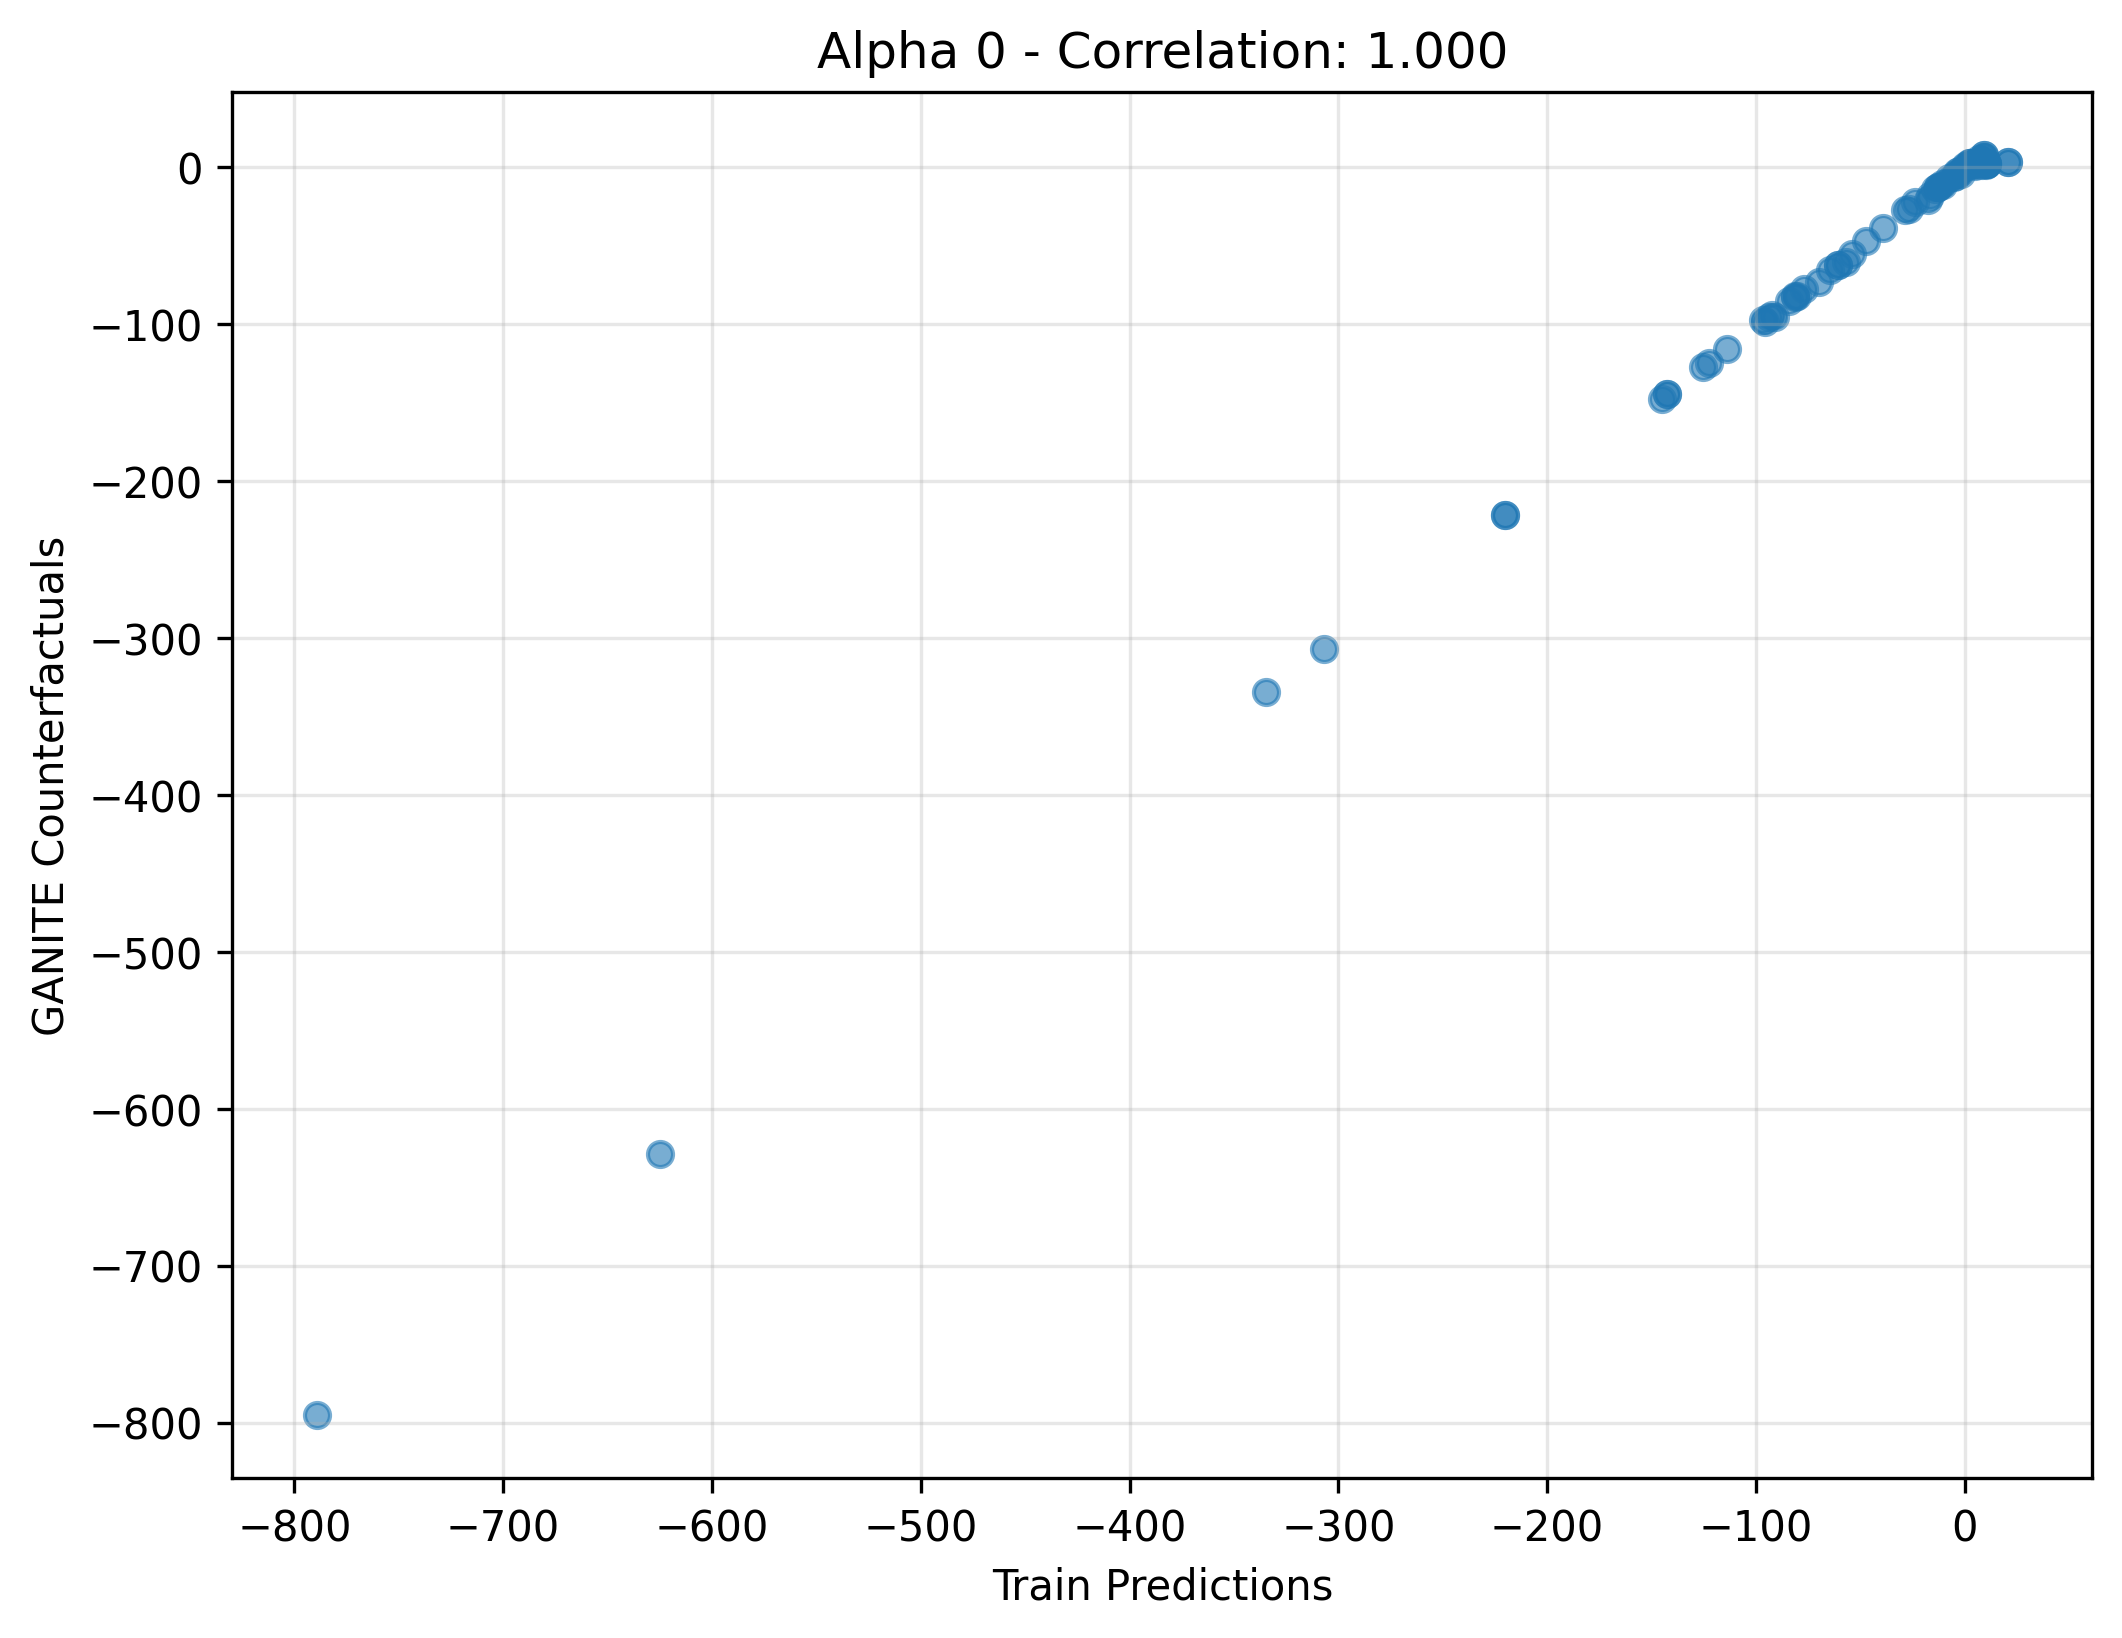 Alpha 0 - Correlation: 1.000
GANITE Counterfactuals
0
−100
−200
−300
−400
−500
−600
−700
−800
−800 −700 −600 −500 −400 −300 −200 −100 0
Train Predictions